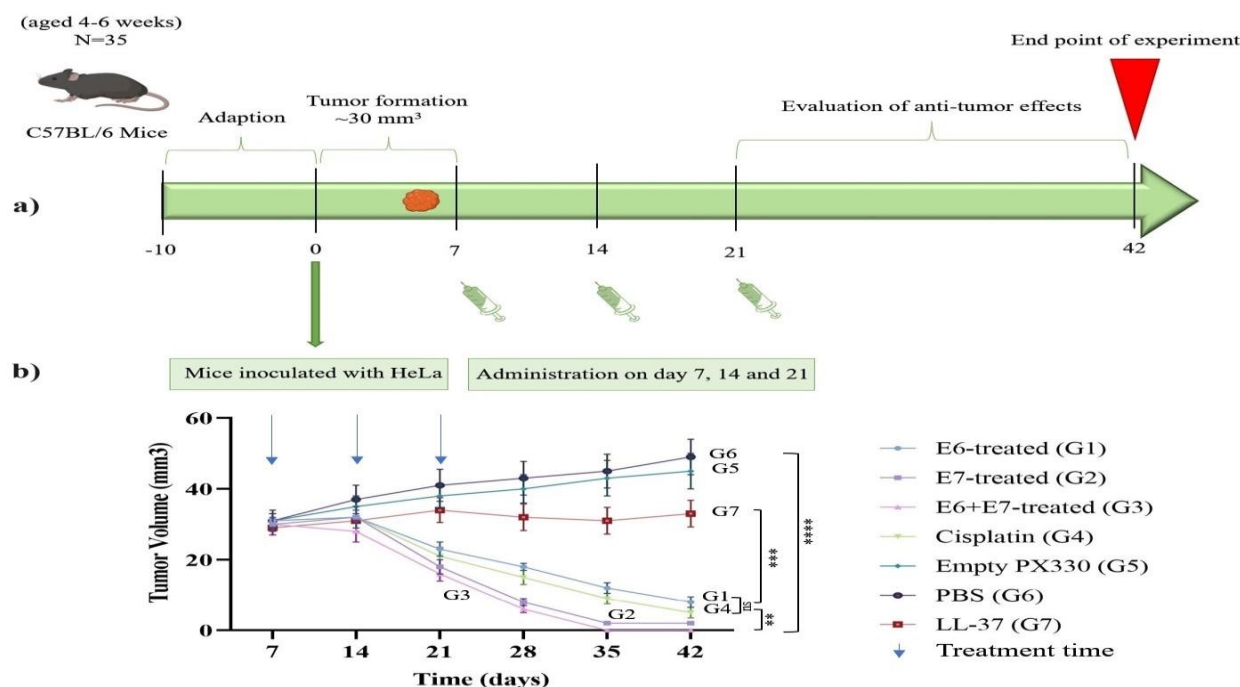 (aged 4-6 weeks)
N=35
C57BL/6 Mice
Adaption
Tumor formation
~30 mm³
Evaluation of anti-tumor effects
End point of experiment
a)
-10
0
7
14
21
42
Mice inoculated with HeLa
Administration on day 7, 14 and 21
b)
Tumor Volume (mm3)
60
40
20
0
7
14
21
28
35
42
Time (days)
G6
G5
G7
G3
G2
G1
G4
ns
**
***
****
E6-treated (G1)
E7-treated (G2)
E6+E7-treated (G3)
Cisplatin (G4)
Empty PX330 (G5)
PBS (G6)
LL-37 (G7)
Treatment time